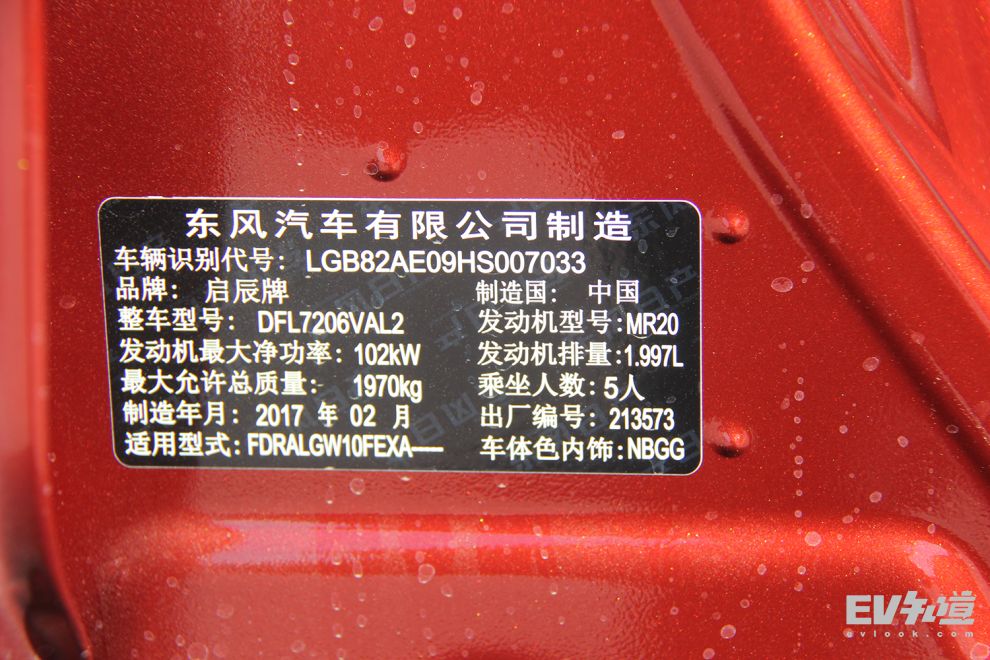 东风汽车有限公司制造
车辆识别代号: LGB82AE09HS007033
品牌: 启辰牌 制造国: 中国
整车型号: DFL7206VAL2 发动机型号:MR20
发动机最大净功率: 102kW 发动机排量:1.997L
最大允许总质量: 1970kg 乘坐人数:5人
制造年月: 2017 年 02 月 出厂编号: 213573
适用型式:FDRALGW10FEXA—— 车体色内饰:NBGG
EV知道
evlook.com